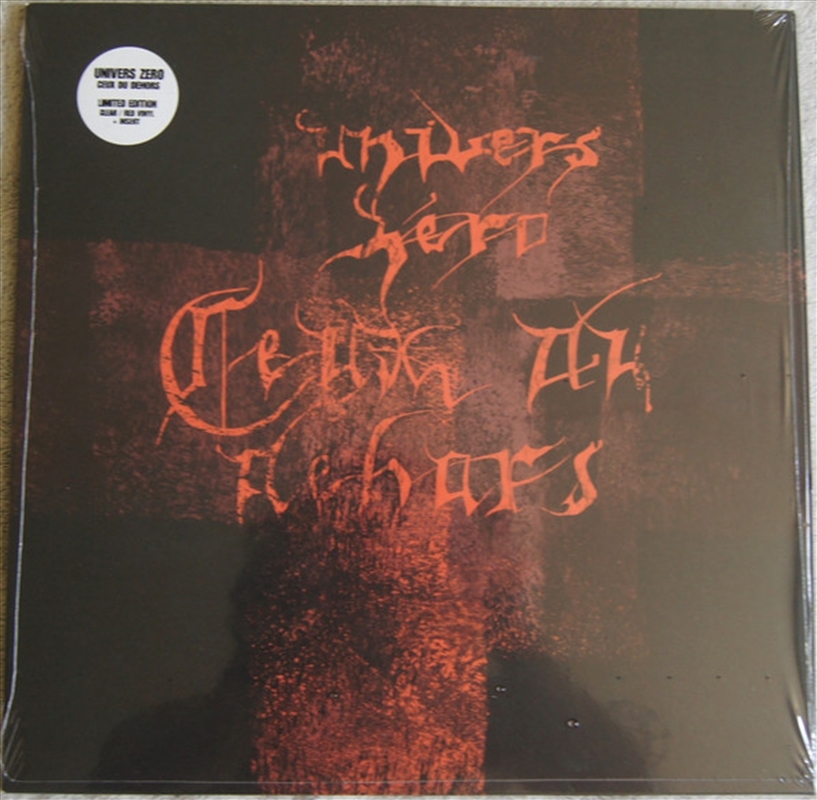 UNIVERS ZERO
CEUX DU DEHORS
LIMITED EDITION
CLEAR / RED VINYL
+ INSERT
univers
zero
Ceux du
dehors